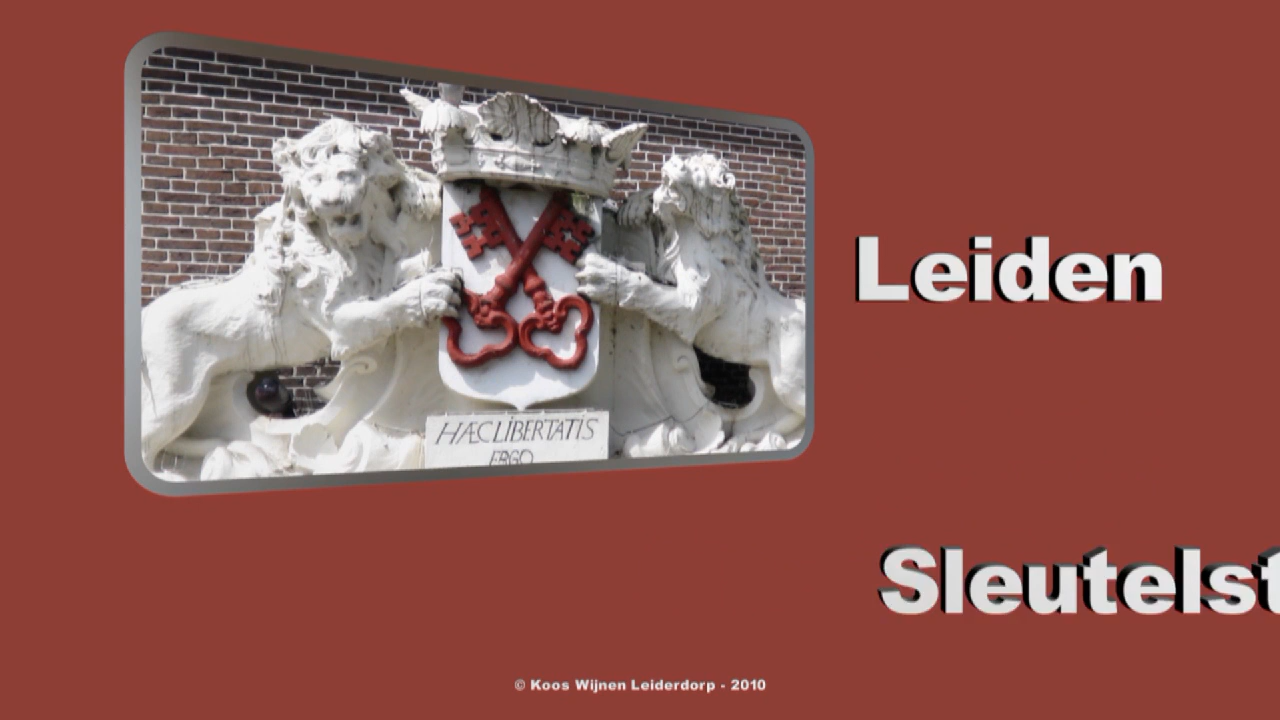 HÆC LIBERTATIS
ERGO
Leiden
Sleutelst
© Koos Wijnen Leiderdorp - 2010